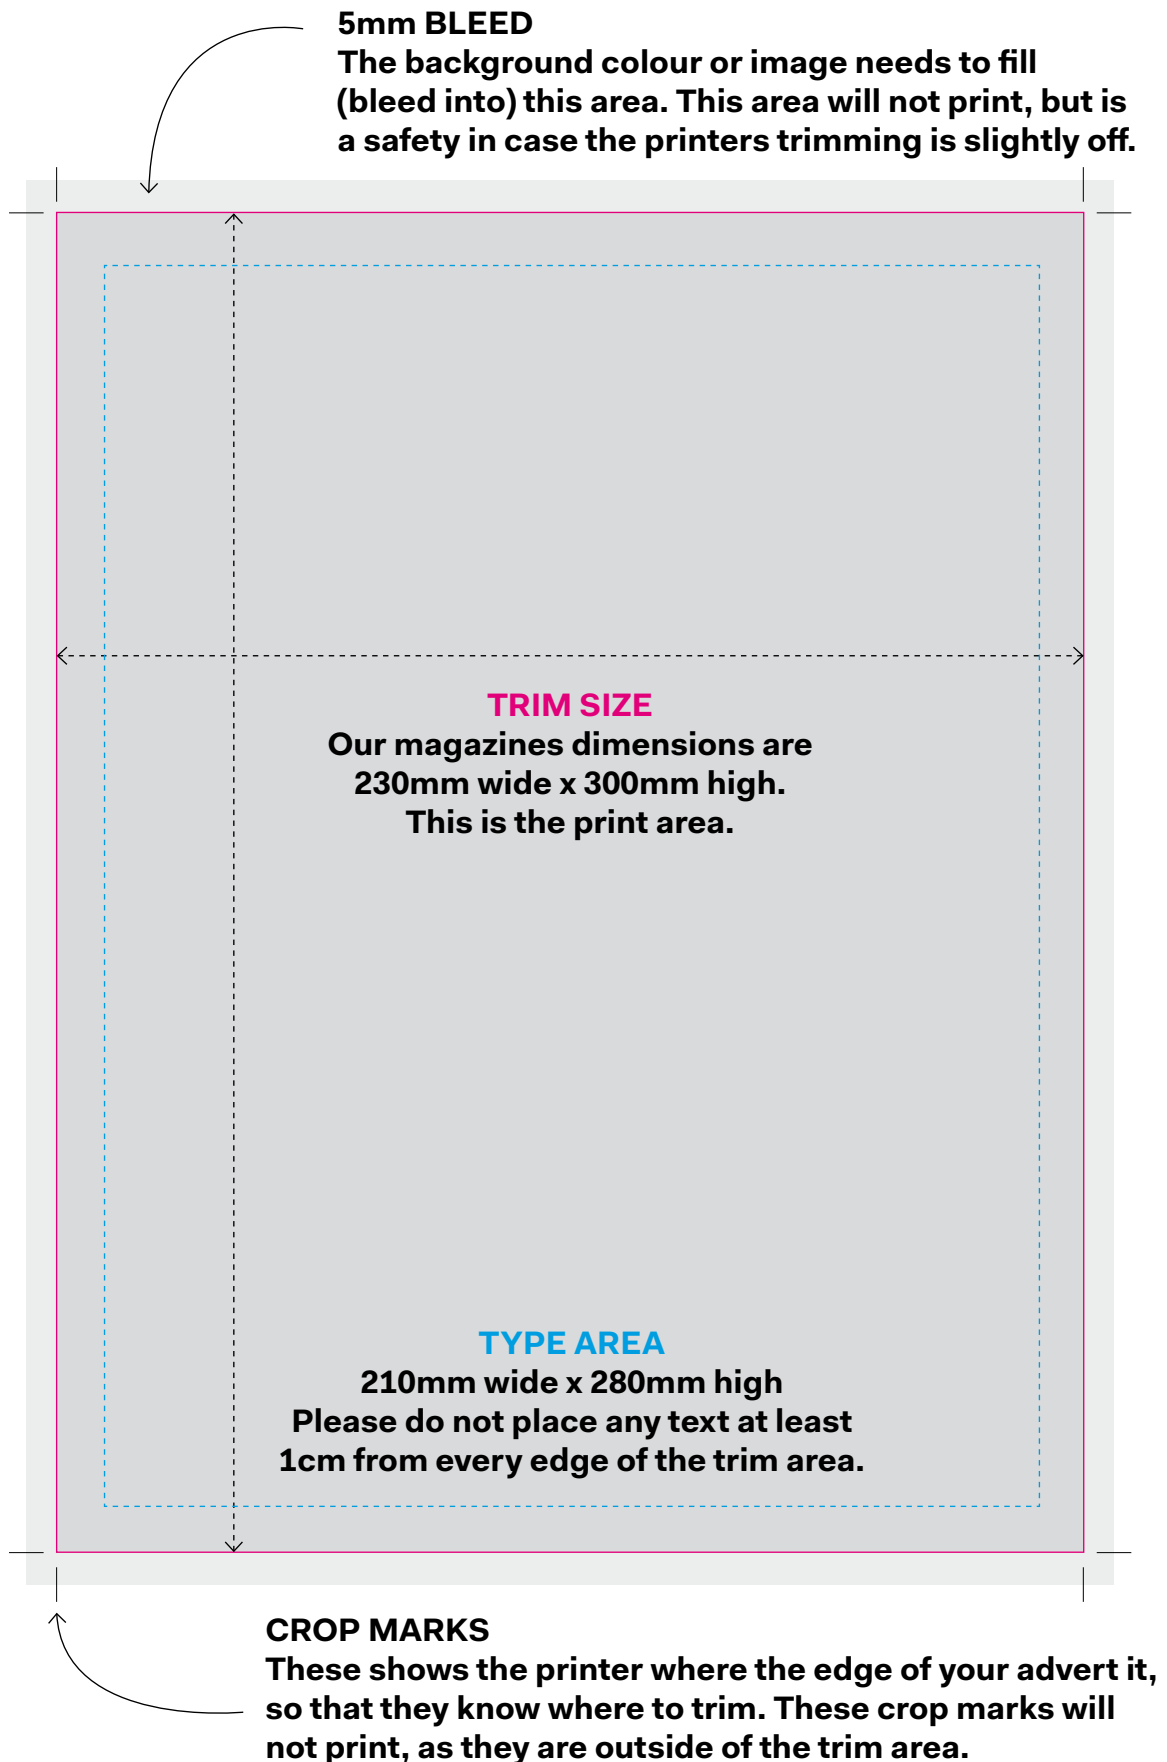 5mm BLEED
The background colour or image needs to fill
(bleed into) this area. This area will not print, but is
a safety in case the printers trimming is slightly off.
TRIM SIZE
Our magazines dimensions are
230mm wide x 300mm high.
This is the print area.
TYPE AREA
210mm wide x 280mm high
Please do not place any text at least
1cm from every edge of the trim area.
CROP MARKS
These shows the printer where the edge of your advert it,
so that they know where to trim. These crop marks will
not print, as they are outside of the trim area.